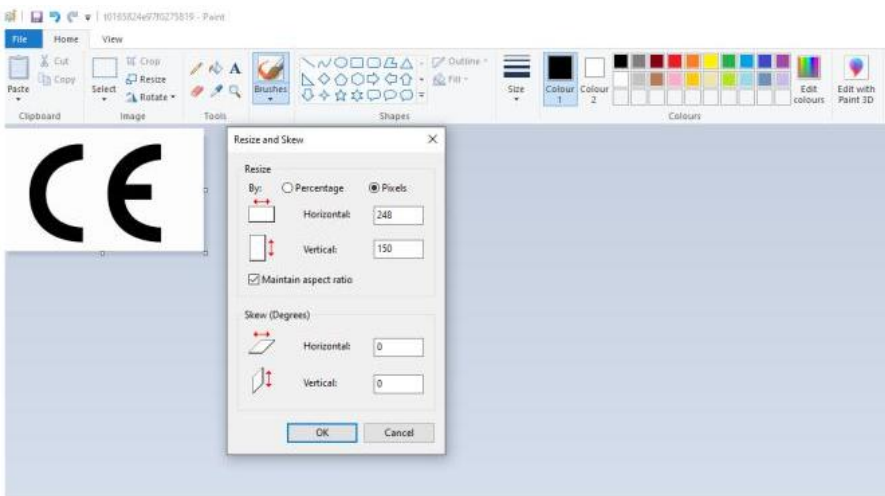 t0165824e97f0275819 - Paint
File Home View
Cut
Copy
Paste
Clipboard
Select
Crop
Resize
Rotate
Image
A
Tools
Brushes
Shapes
Outline
Fill
Size
Colour 1
Colour 2
Edit colours
Colours
Edit with Paint 3D
CE
Resize and Skew
Resize
By: Percentage Pixels
Horizontal: 248
Vertical: 150
Maintain aspect ratio
Skew (Degrees)
Horizontal: 0
Vertical: 0
OK Cancel